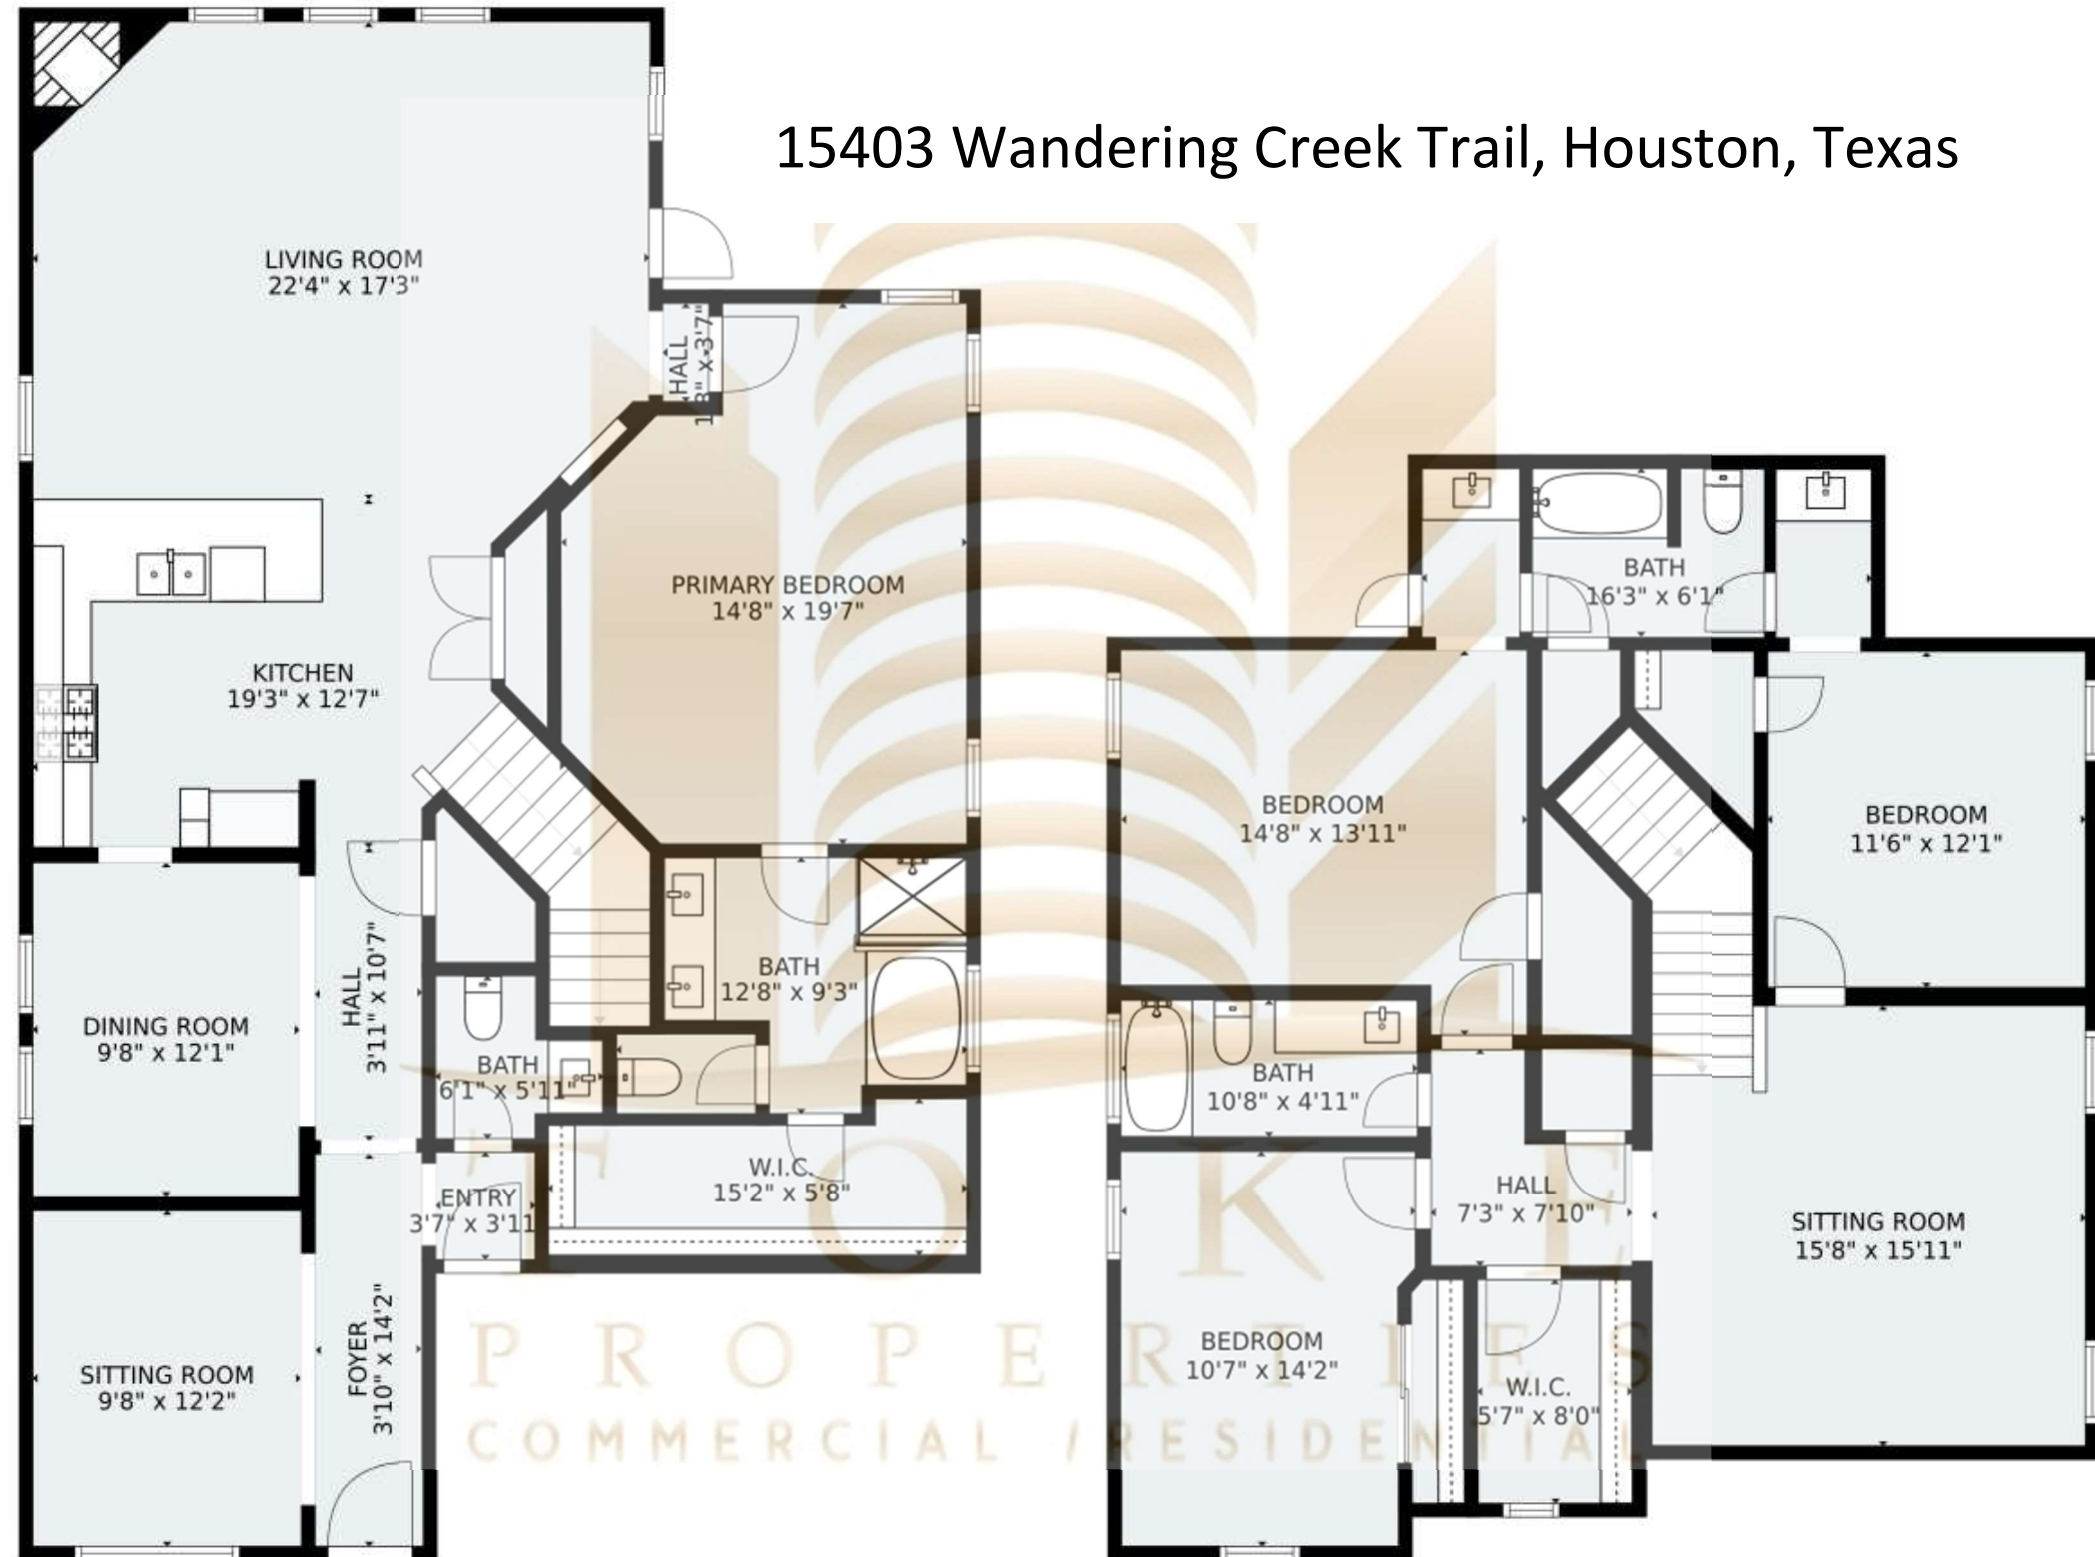 15403 Wandering Creek Trail, Houston, Texas
LIVING ROOM
22'4" x 17'3"
HALL
1'8" x 3'7"
PRIMARY BEDROOM
14'8" x 19'7"
KITCHEN
19'3" x 12'7"
HALL
3'11" x 10'7"
DINING ROOM
9'8" x 12'1"
BATH
12'8" x 9'3"
BATH
6'1" x 5'11"
W.I.C.
15'2" x 5'8"
ENTRY
3'7" x 3'11
SITTING ROOM
9'8" x 12'2"
FOYER
3'10" x 14'2"
BATH
16'3" x 6'1"
BEDROOM
14'8" x 13'11"
BEDROOM
11'6" x 12'1"
BATH
10'8" x 4'11"
HALL
7'3" x 7'10"
SITTING ROOM
15'8" x 15'11"
BEDROOM
10'7" x 14'2"
W.I.C.
5'7" x 8'0"
TOKE
PROPERTIES
COMMERCIAL / RESIDENTIAL